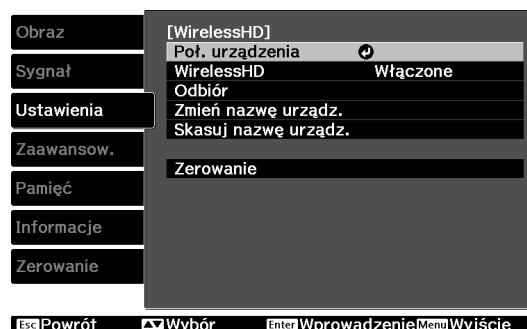 Obraz
Sygnał
Ustawienia
Zaawansow.
Pamięć
Informacje
Zerowanie
[WirelessHD]
Poł. urządzenia
WirelessHD Włączone
Odbiór
Zmień nazwę urządz.
Skasuj nazwę urządz.
Zerowanie
Esc Powrót Wybór Enter Wprowadzenie Menu Wyjście